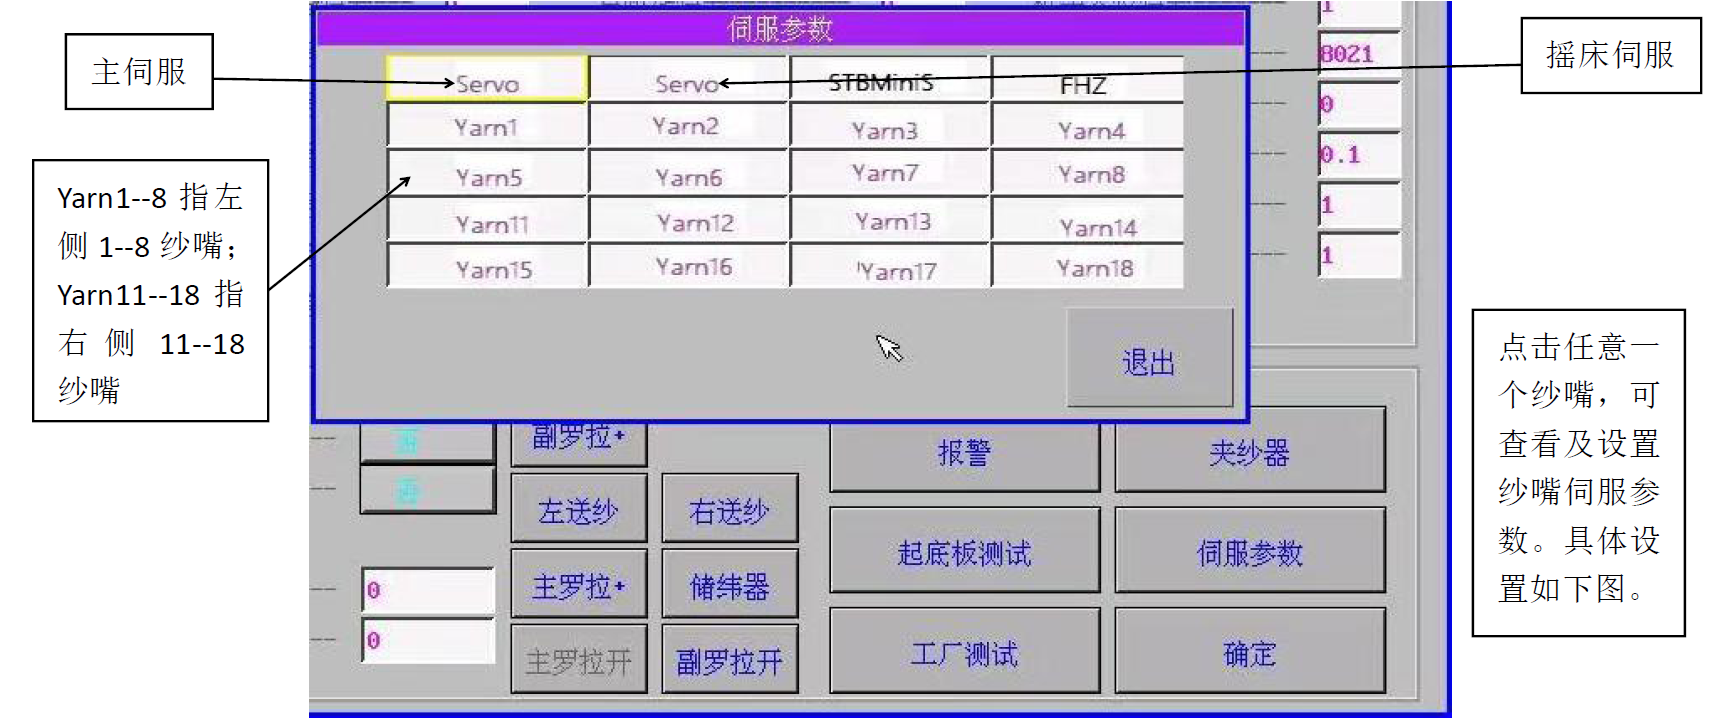 伺服参数
主伺服
摇床伺服
Servo Servo STBMiniS FHZ
Yarn1 Yarn2 Yarn3 Yarn4
Yarn5 Yarn6 Yarn7 Yarn8
Yarn11 Yarn12 Yarn13 Yarn14
Yarn15 Yarn16 'Yarn17 Yarn18
退出
Yarn1--8 指左
侧 1--8 纱嘴；
Yarn11--18 指
右 侧 11--18
纱嘴
1
8021
0
0.1
1
1
点击任意一
个纱嘴，可
查看及设置
纱嘴伺服参
数。具体设
置如下图。
副罗拉+
报警 夹纱器
左送纱 右送纱
起底板测试 伺服参数
0
主罗拉+ 储纬器
0
主罗拉开 副罗拉开
工厂测试 确定